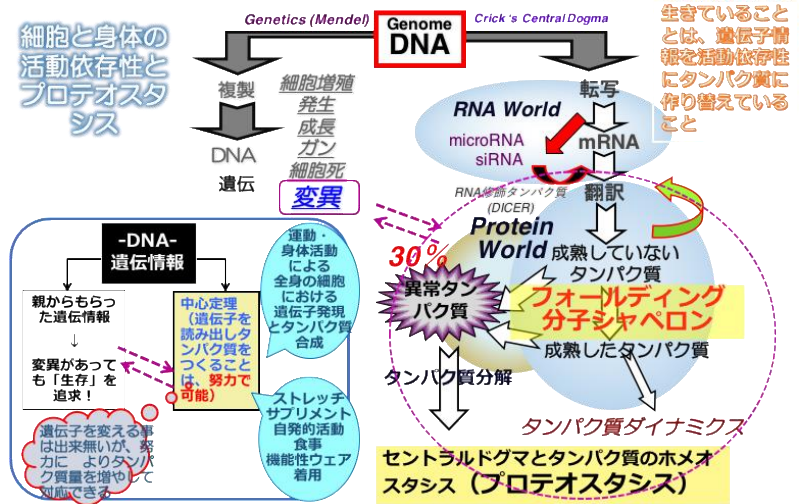 細胞と身体の
活動依存性と
プロテオスタ
シス
Genetics (Mendel)
Genome
DNA
Crick‘s Central Dogma
生きていること
とは、遺伝子情
報を活動依存性
にタンパク質に
作り替えている
こと
複製
DNA
遺伝
細胞増殖
発生
成長
ガン
細胞死
変異
転写
RNA World
microRNA
siRNA
mRNA
RNA修飾タンパク質
(DICER)
翻訳
Protein
World
30%
成熟していない
タンパク質
異常タン
パク質
フォールディング
分子シャペロン
成熟したタンパク質
タンパク質分解
タンパク質ダイナミクス
セントラルドグマとタンパク質のホメオ
スタシス（プロテオスタシス）
-DNA-
遺伝情報
親からもらっ
た遺伝情報
↓
変異があって
も「生存」を
追求！
中心定理
（遺伝子を
読み出しタ
ンパク質を
つくること
は、努力で
可能）
運動・
身体活動
による
全身の細胞
における
遺伝子発現
とタンパク質
合成
ストレッチ
サプリメント
自発的活動
食事
機能性ウェア
着用
遺伝子を変える事
は出来無いが、努
力に　よりタンパ
ク質量を増やして
対応できる